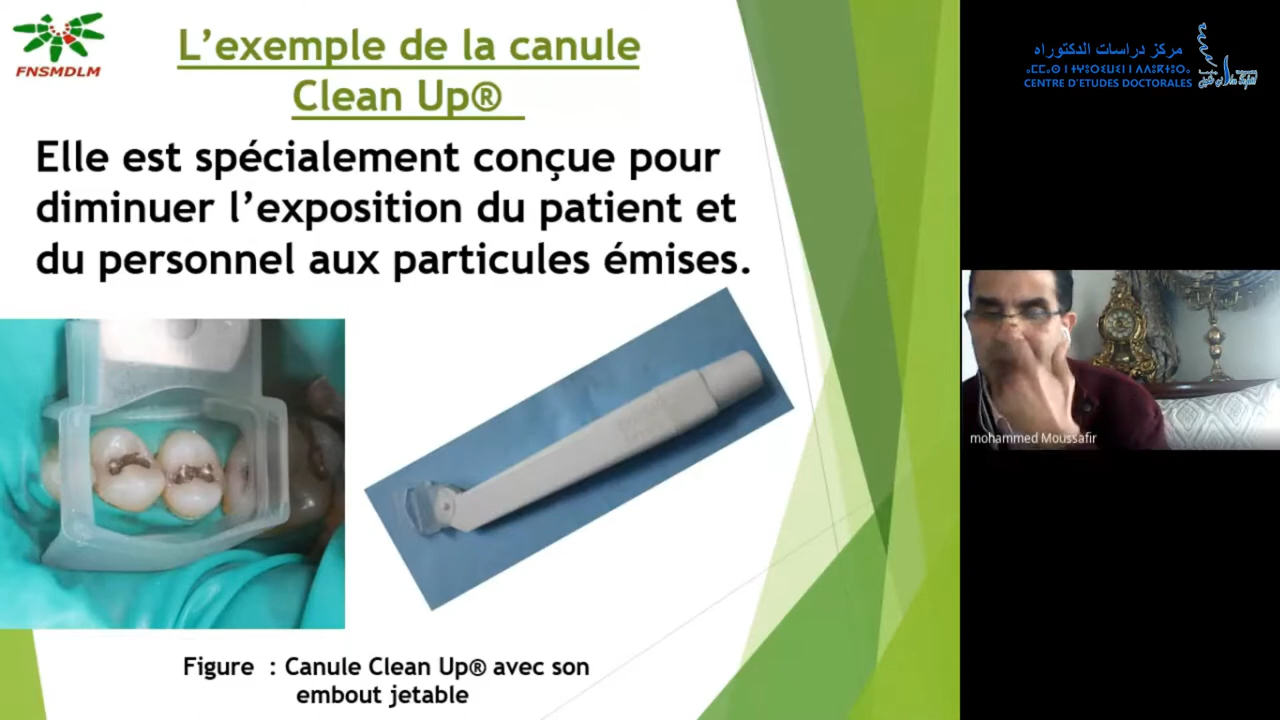 FNSMDLM
L’exemple de la canule
Clean Up®
Elle est spécialement conçue pour
diminuer l’exposition du patient et
du personnel aux particules émises.
Figure : Canule Clean Up® avec son
embout jetable
مركز دراسات الدكتوراه
CENTRE D'ETUDES DOCTORALES
mohammed Moussafir